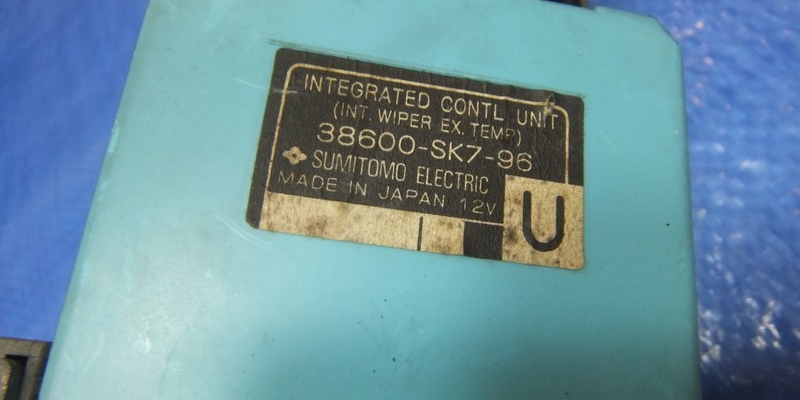 INTEGRATED CONTL UNIT
(INT. WIPER EX. TEMP)
38600-SK7-96
SUMITOMO ELECTRIC
MADE IN JAPAN 12V
U